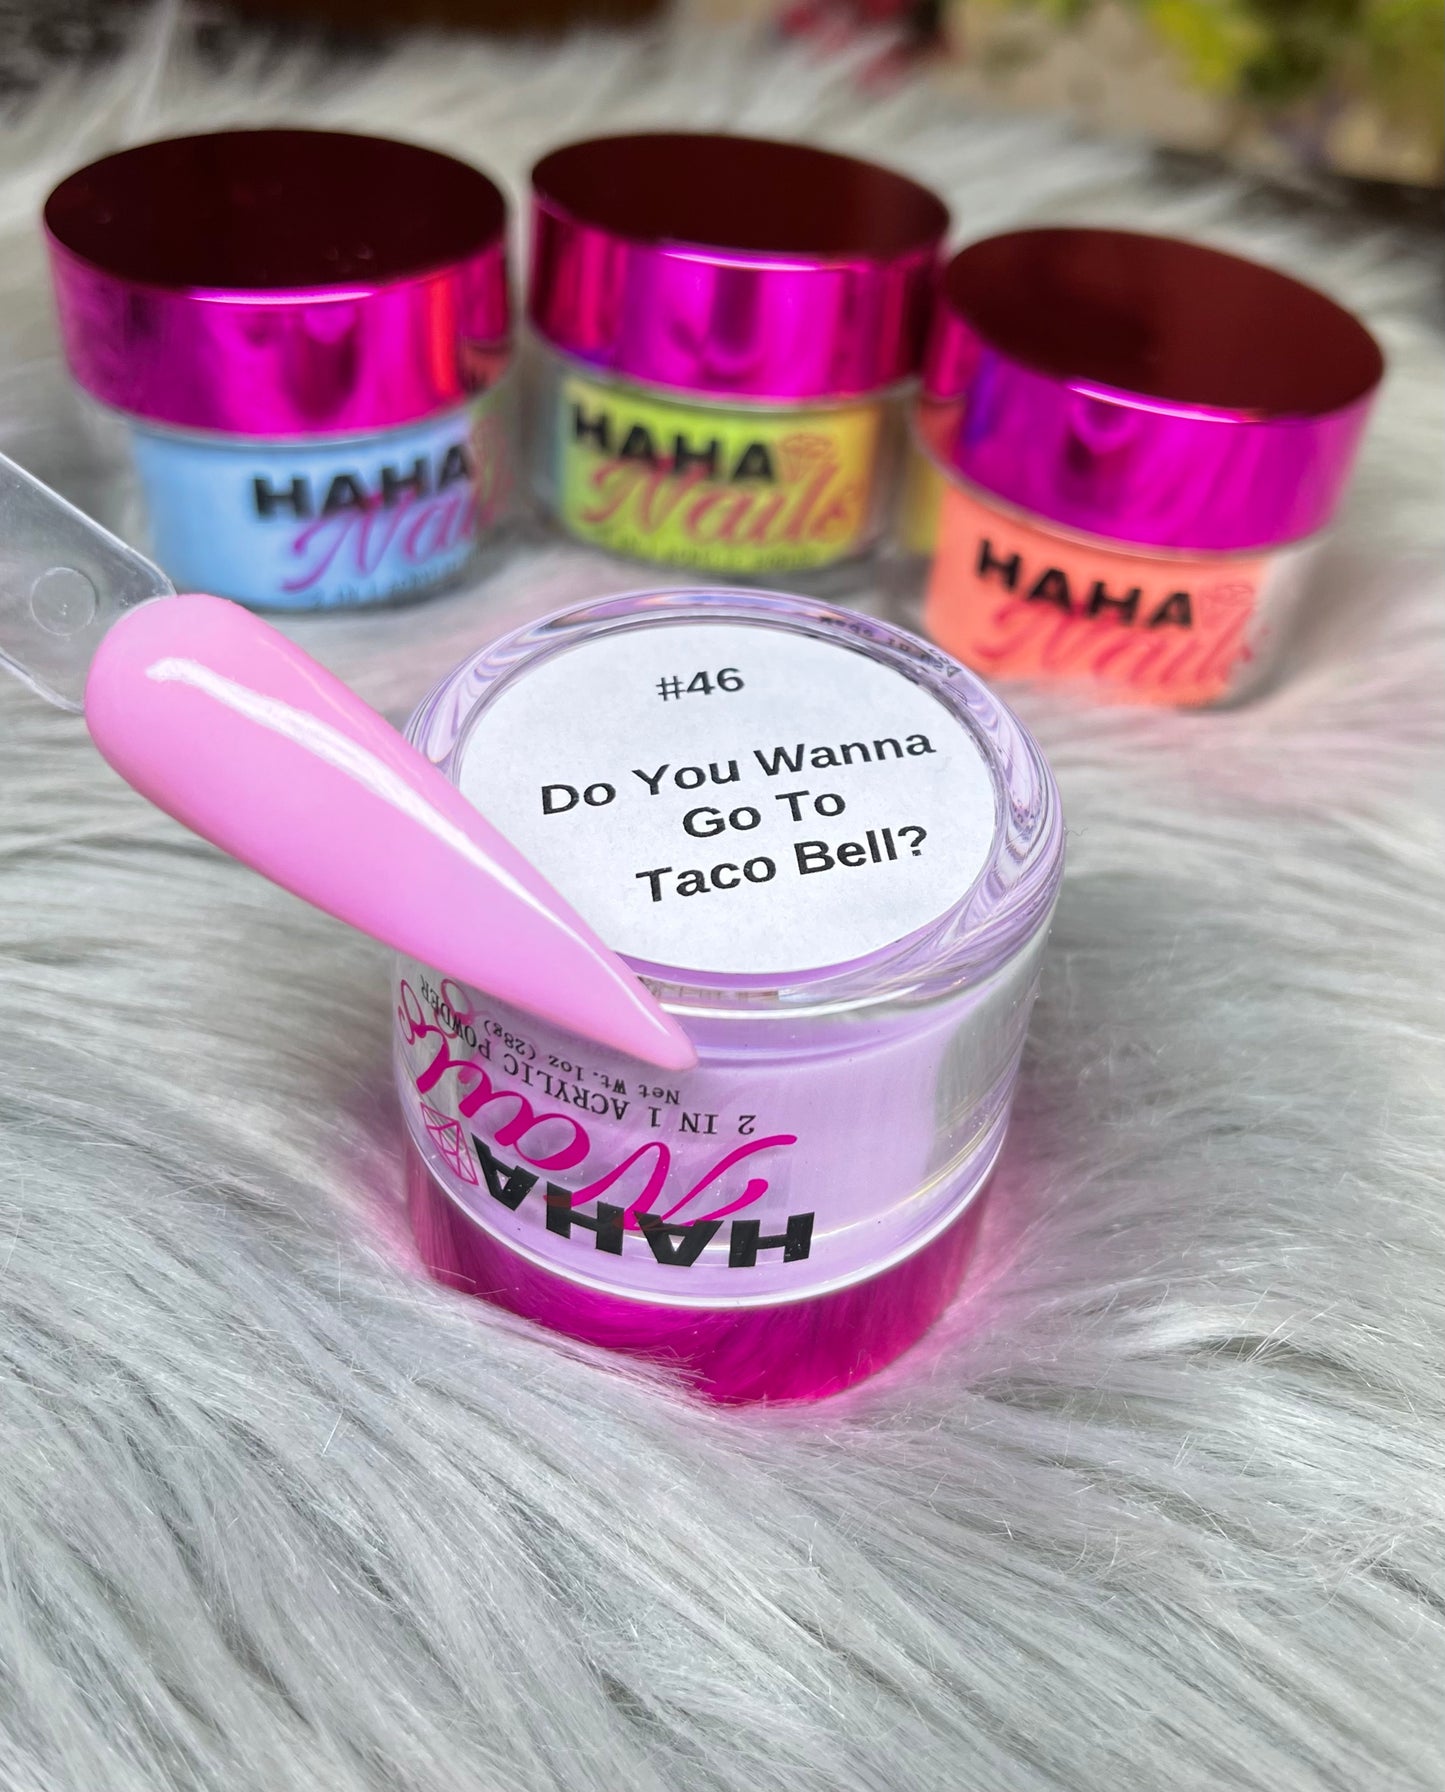 HAHA
Nails
HAHA
Nails
HAHA
Nails
#46
Do You Wanna
Go To
Taco Bell?
HAHA
Nails
2 IN 1 ACRYLIC POWDER
Net Wt. 1oz (28g)